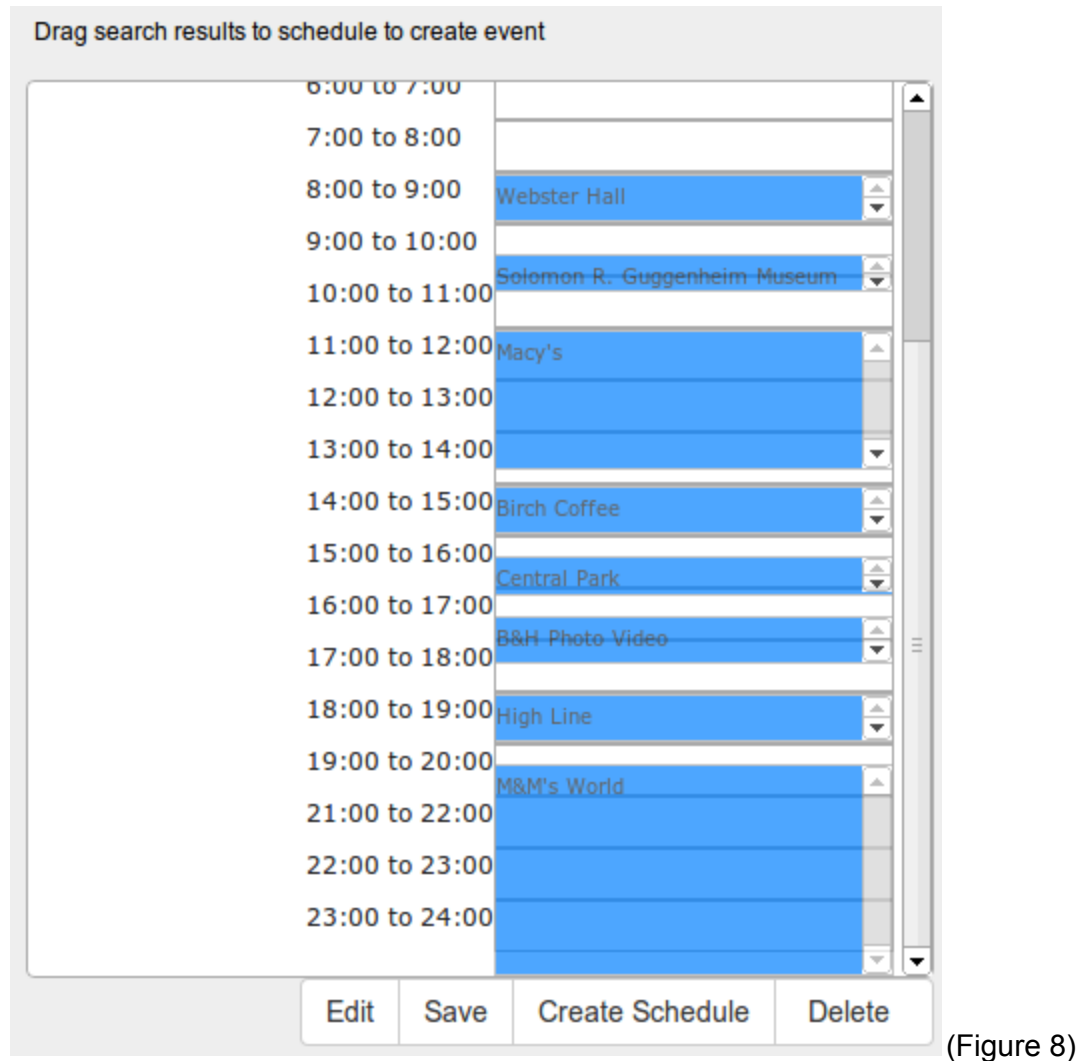 Drag search results to schedule to create event
6:00 to 7:00
7:00 to 8:00
8:00 to 9:00
Webster Hall
9:00 to 10:00
Solomon R. Guggenheim Museum
10:00 to 11:00
11:00 to 12:00
Macy's
12:00 to 13:00
13:00 to 14:00
14:00 to 15:00
Birch Coffee
15:00 to 16:00
Central Park
16:00 to 17:00
B&H Photo Video
17:00 to 18:00
18:00 to 19:00
High Line
19:00 to 20:00
M&M's World
21:00 to 22:00
22:00 to 23:00
23:00 to 24:00
Edit Save Create Schedule Delete
(Figure 8)